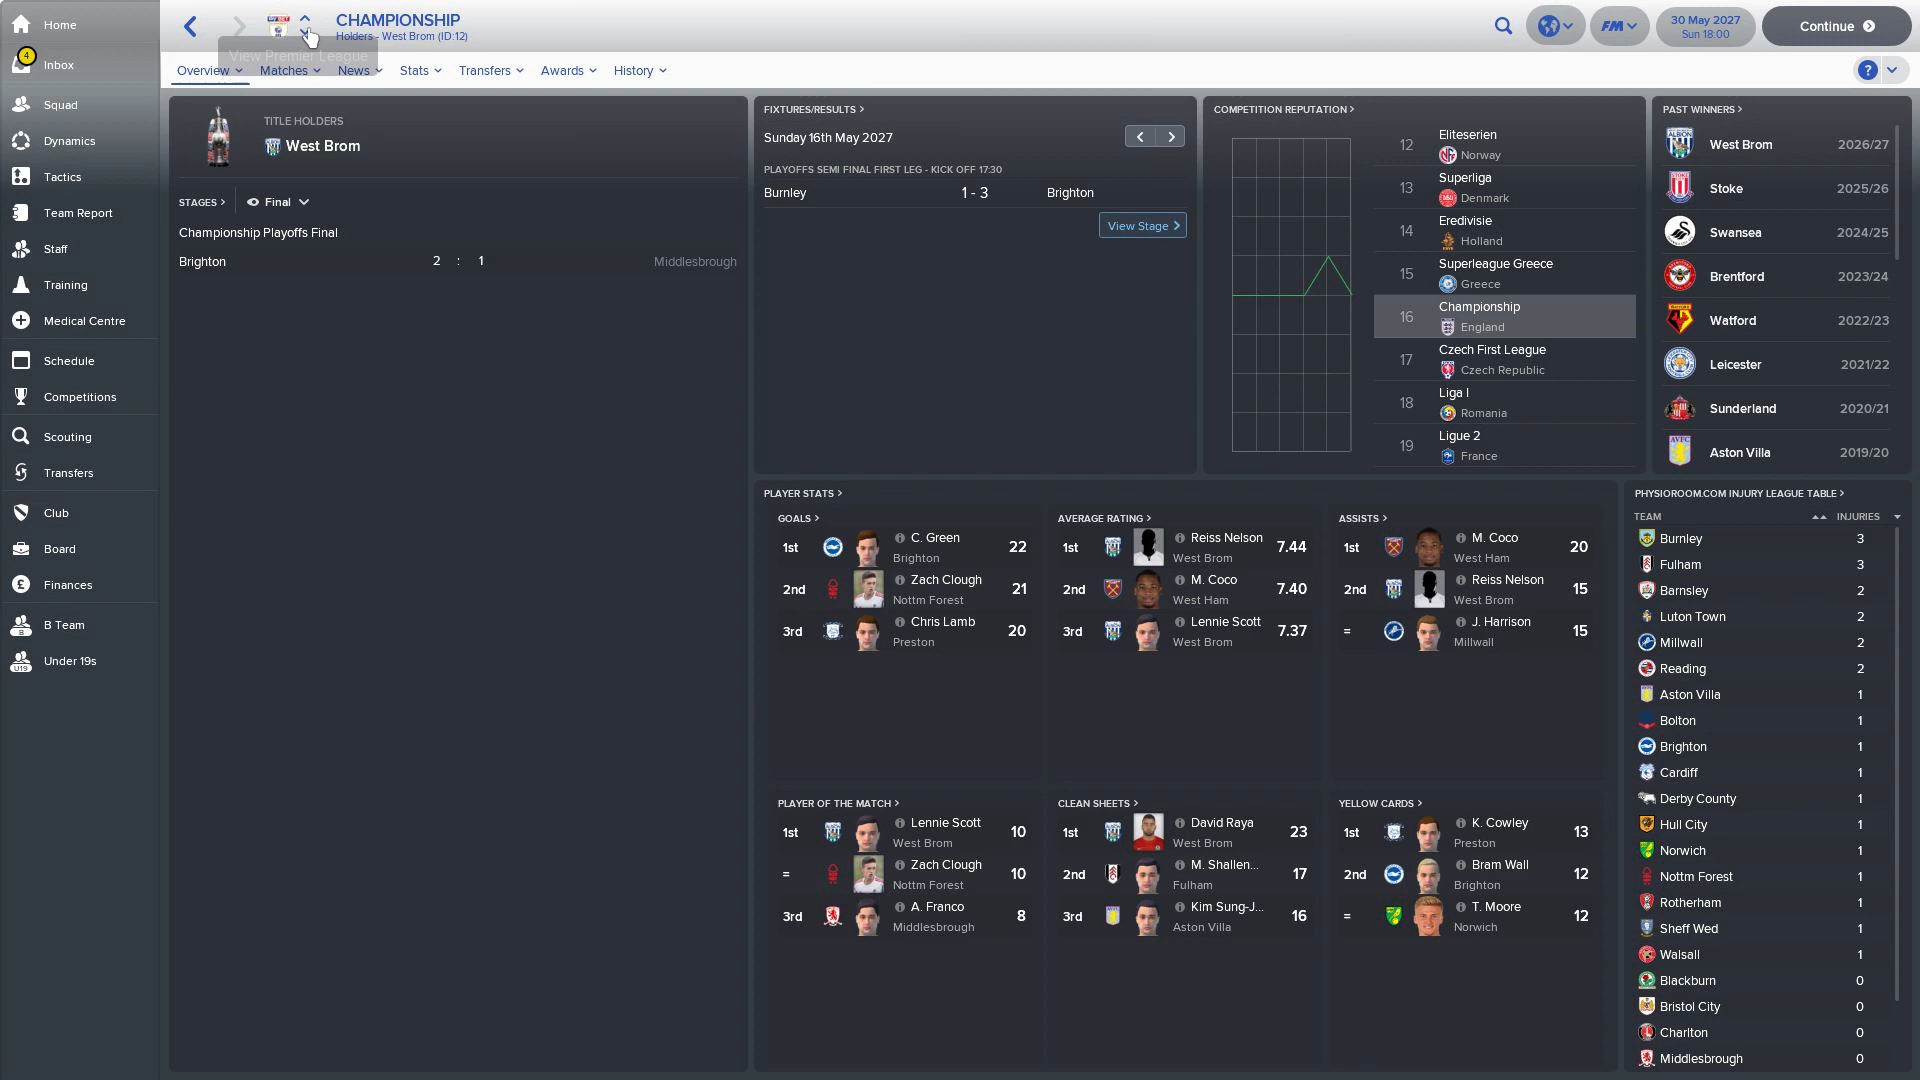 Home
4
Inbox
Squad
Dynamics
Tactics
Team Report
Staff
Training
Medical Centre
Schedule
Competitions
Scouting
Transfers
Club
Board
Finances
B Team
Under 19s
CHAMPIONSHIP
Holders - West Brom (ID:12)
View Premier League
FM
30 May 2027
Sun 18:00
Continue
Overview
Matches
News
Stats
Transfers
Awards
History
?
TITLE HOLDERS
West Brom
STAGES >
Final
Championship Playoffs Final
Brighton 2 : 1 Middlesbrough
FIXTURES/RESULTS >
Sunday 16th May 2027
PLAYOFFS SEMI FINAL FIRST LEG - KICK OFF 17:30
Burnley 1 - 3 Brighton
View Stage >
COMPETITION REPUTATION >
12 Eliteserien
Norway
13 Superliga
Denmark
14 Eredivisie
Holland
15 Superleague Greece
Greece
16 Championship
England
17 Czech First League
Czech Republic
18 Liga I
Romania
19 Ligue 2
France
PAST WINNERS >
West Brom 2026/27
Stoke 2025/26
Swansea 2024/25
Brentford 2023/24
Watford 2022/23
Leicester 2021/22
Sunderland 2020/21
Aston Villa 2019/20
PLAYER STATS >
GOALS >
1st C. Green 22
Brighton
2nd Zach Clough 21
Nottm Forest
3rd Chris Lamb 20
Preston
AVERAGE RATING >
1st Reiss Nelson 7.44
West Brom
2nd M. Coco 7.40
West Ham
3rd Lennie Scott 7.37
West Brom
ASSISTS >
1st M. Coco 20
West Ham
2nd Reiss Nelson 15
West Brom
= J. Harrison 15
Millwall
PLAYER OF THE MATCH >
1st Lennie Scott 10
West Brom
= Zach Clough 10
Nottm Forest
3rd A. Franco 8
Middlesbrough
CLEAN SHEETS >
1st David Raya 23
West Brom
2nd M. Shallen... 17
Fulham
3rd Kim Sung-J... 16
Aston Villa
YELLOW CARDS >
1st K. Cowley 13
Preston
2nd Bram Wall 12
Brighton
= T. Moore 12
Norwich
PHYSIOROOM.COM INJURY LEAGUE TABLE >
TEAM INJURIES
Burnley 3
Fulham 3
Barnsley 2
Luton Town 2
Millwall 2
Reading 2
Aston Villa 1
Bolton 1
Brighton 1
Cardiff 1
Derby County 1
Hull City 1
Norwich 1
Nottm Forest 1
Rotherham 1
Sheff Wed 1
Walsall 1
Blackburn 0
Bristol City 0
Charlton 0
Middlesbrough 0